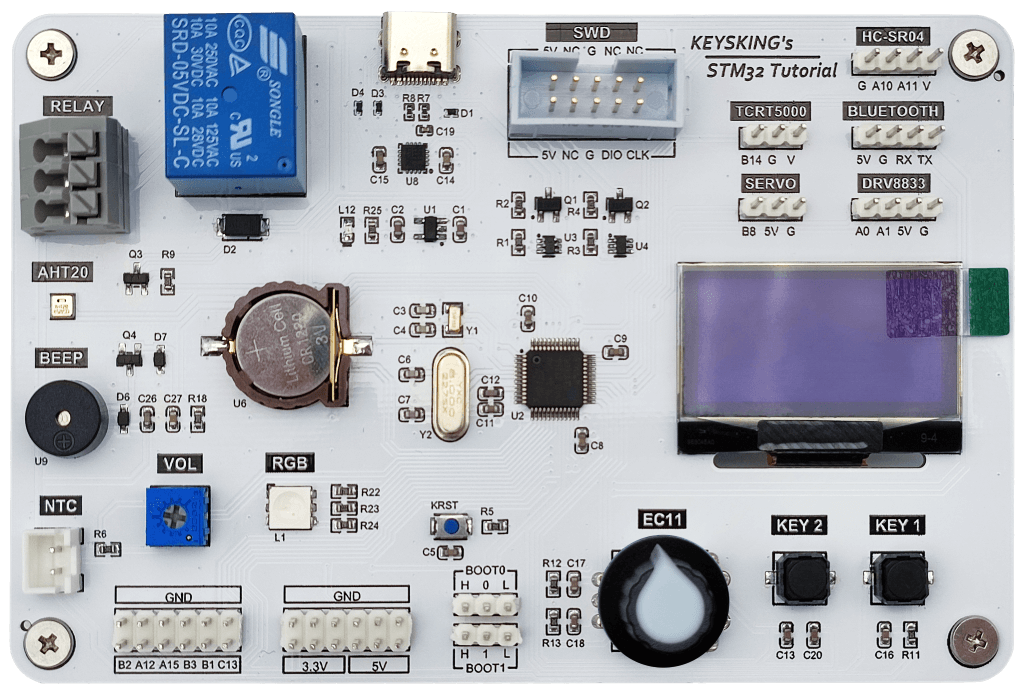 KEYSKING's
STM32 Tutorial
SWD
5V NC G NC NC
5V NC G DIO CLK
HC-SR04
G A10 A11 V
TCRT5000
B14 G V
BLUETOOTH
5V G RX TX
SERVO
B8 5V G
DRV8833
A0 A1 5V G
RELAY
SONGLE
®
CQC
c UL US 2
10A 250VAC 10A 125VAC
10A 30VDC 10A 28VDC
SRD-05VDC-SL-C
D4 D3
R8 R7
D1
C19
C15
U8
C14
D2
L12
R25
C2
U1
C1
R2
Q1
R4
Q2
R1
U3
R3
U4
Q3
R9
AHT20
Q4
D7
BEEP
D6
C26
C27
R18
U9
Lithium Cell
3V
U6
C3
C4
Y1
C10
C9
C6
C7
C12
C11
Y2
U2
C8
VOL
RGB
L1
R22
R23
R24
KRST
R5
C5
NTC
R6
EC11
KEY 2
KEY 1
R12 C17
R13 C18
C13 C20
C16 R11
GND
B2 A12 A15 B3 B1 C13
GND
3.3V 5V
BOOT0
H 0 L
H 1 L
BOOT1